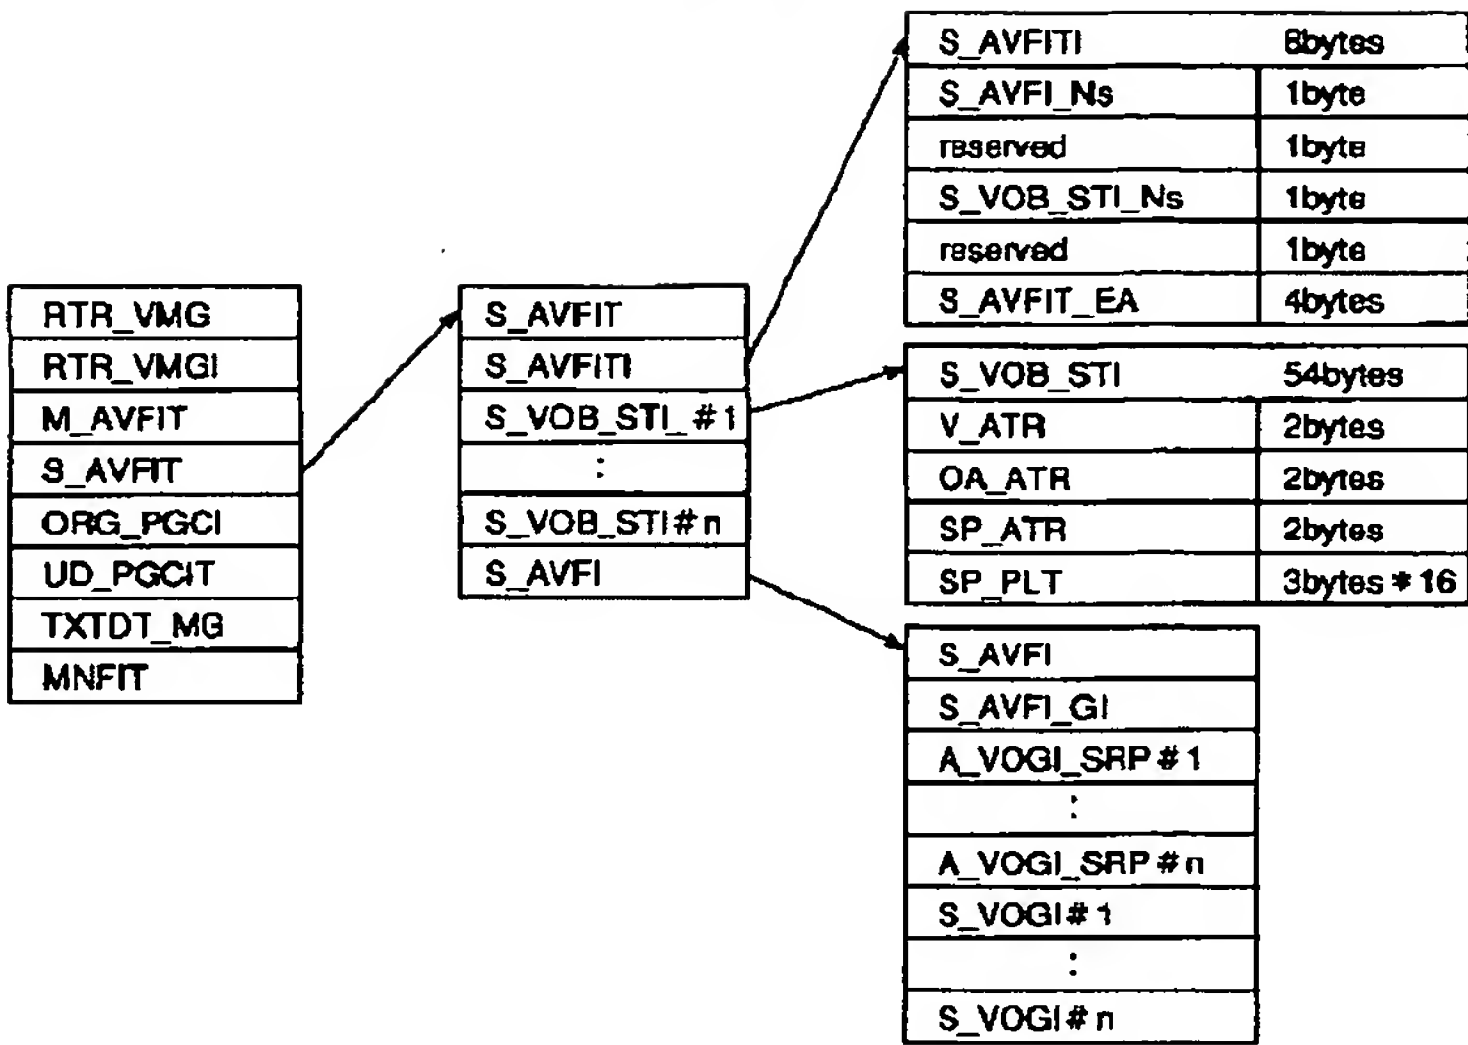 RTR_VMG
RTR_VMGI
M_AVFIT
S_AVFIT
ORG_PGCI
UD_PGCIT
TXTDT_MG
MNFIT
S_AVFIT
S_AVFITI
S_VOB_STI_#1
:
S_VOB_STI#n
S_AVFI
S_AVFITI 8bytes
S_AVFI_Ns 1byte
reserved 1byte
S_VOB_STI_Ns 1byte
reserved 1byte
S_AVFIT_EA 4bytes
S_VOB_STI 54bytes
V_ATR 2bytes
OA_ATR 2bytes
SP_ATR 2bytes
SP_PLT 3bytes*16
S_AVFI
S_AVFI_GI
A_VOGI_SRP#1
:
A_VOGI_SRP#n
S_VOGI#1
:
S_VOGI#n